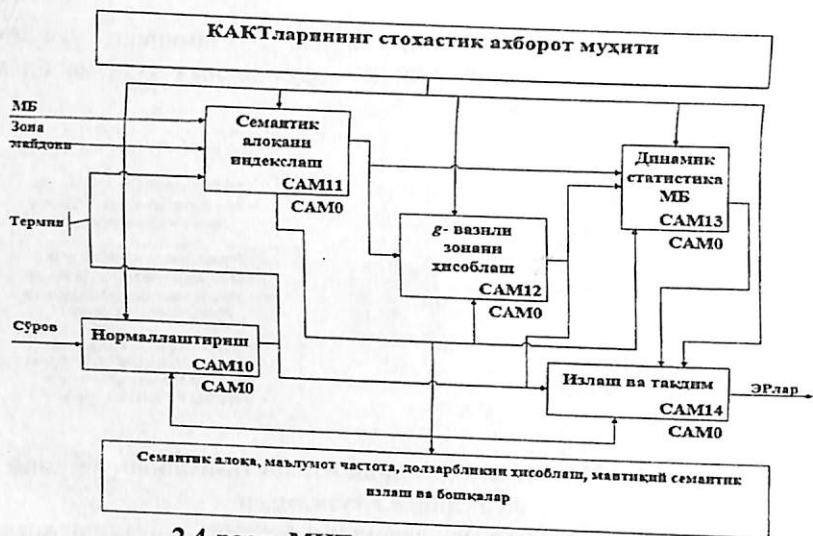 КАКТларининг стохастик ахборот муҳити
МБ
Зона
майдони
Термин
Сўров
Семантик
алоқани
индекслаш
САМ11
САМ0
g- вазнли
зонани
ҳисоблаш
САМ12
САМ0
Динамик
статистика
МБ
САМ13
САМ0
Нормаллаштириш
САМ10
САМ0
Излаш ва тақдим
САМ14
САМ0
ЭРлар
Семантик алоқа, маълумот частота, долзарбликни ҳисоблаш, мантиқий семантик
излаш ва бошқалар